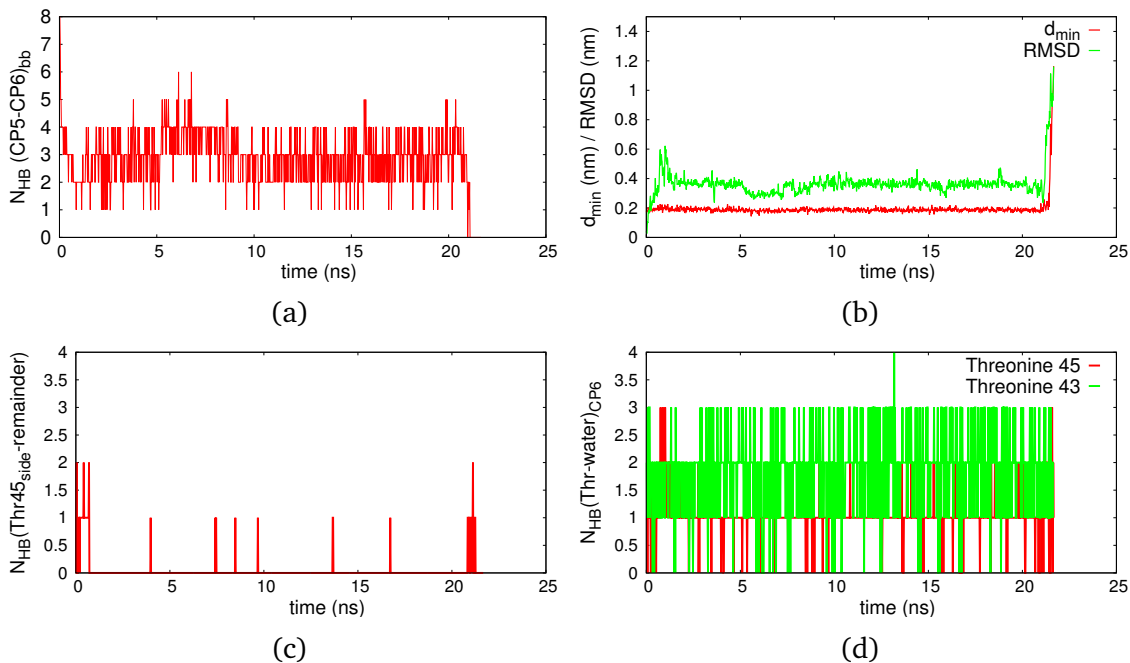 N_HB (CP5-CP6)_bb
8
7
6
5
4
3
2
1
0
0 5 10 15 20 25
time (ns)
(a)
d_min (nm) / RMSD (nm)
1.4
1.2
1
0.8
0.6
0.4
0.2
0
d_min
RMSD
0 5 10 15 20 25
time (ns)
(b)
N_HB(Thr45_side-remainder)
4
3.5
3
2.5
2
1.5
1
0.5
0
0 5 10 15 20 25
time (ns)
(c)
N_HB(Thr-water)_CP6
4
3.5
3
2.5
2
1.5
1
0.5
0
Threonine 45
Threonine 43
0 5 10 15 20 25
time (ns)
(d)